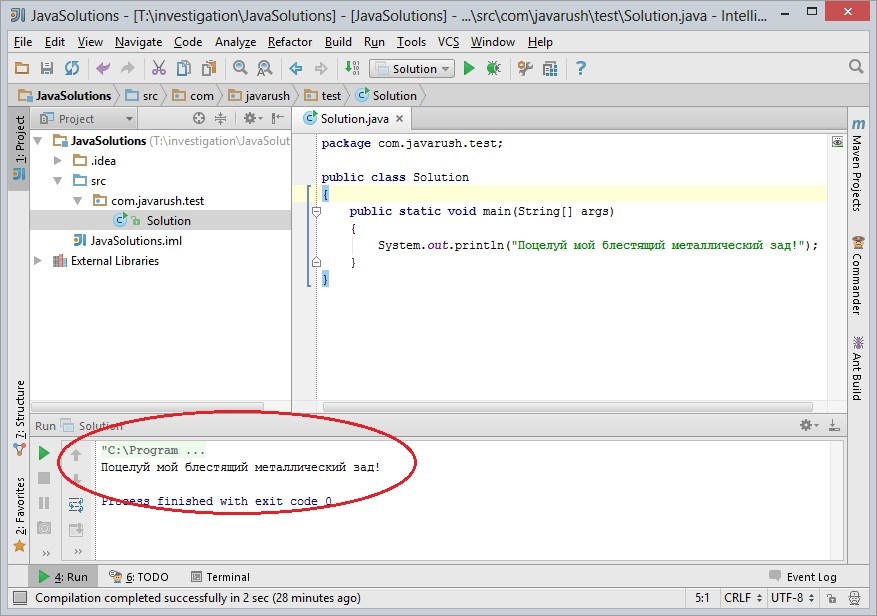 JavaSolutions - [T:\investigation\JavaSolutions] - [JavaSolutions] - ...\src\com\javarush\test\Solution.java - Intelli...
File Edit View Navigate Code Analyze Refactor Build Run Tools VCS Window Help
Solution
JavaSolutions src com javarush test Solution
1: Project
Project
JavaSolutions (T:\investigation\JavaSolut
.idea
src
com.javarush.test
Solution
JavaSolutions.iml
External Libraries
Solution.java
package com.javarush.test;
public class Solution
{
public static void main(String[] args)
{
System.out.println("Поцелуй мой блестящий металлический зад!");
}
}
Maven Projects
Commander
Ant Build
7: Structure
2: Favorites
Run Solution
"C:\Program ...
Поцелуй мой блестящий металлический зад!
Process finished with exit code 0
4: Run 6: TODO Terminal Event Log
Compilation completed successfully in 2 sec (28 minutes ago) 5:1 CRLF UTF-8